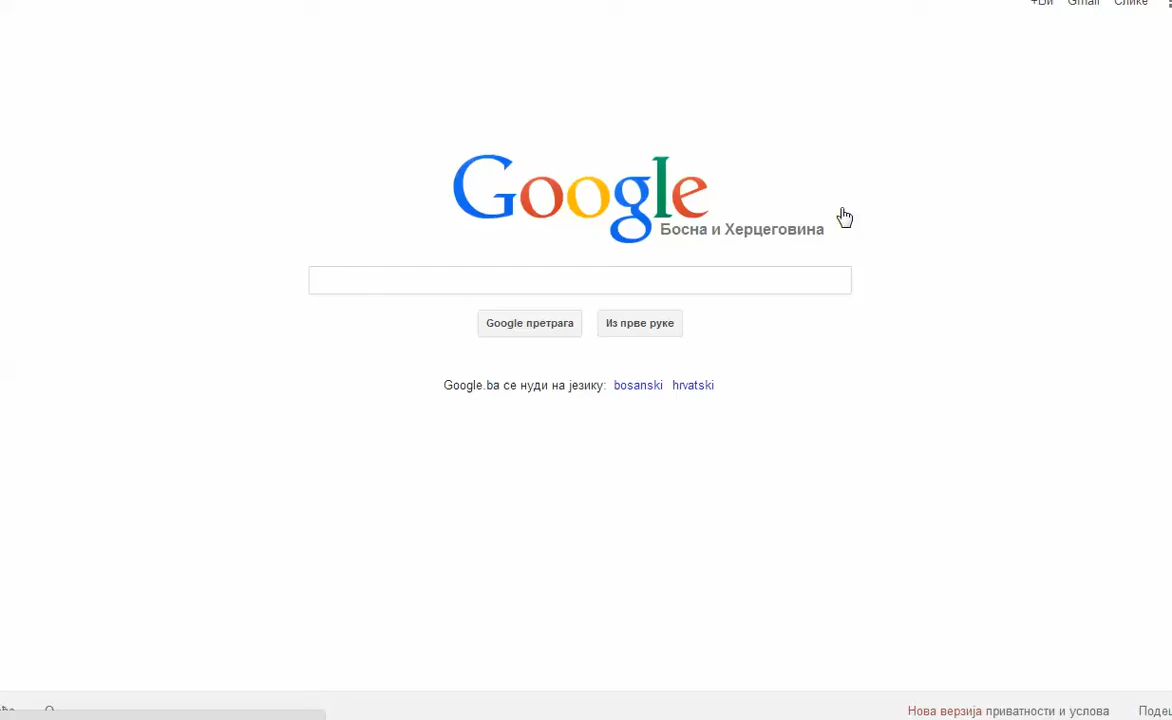 +Ви Gmail Слике
Google
Босна и Херцеговина
Google претрага Из прве руке
Google.ba се нуди на језику: bosanski hrvatski
Нова верзија приватности и услова